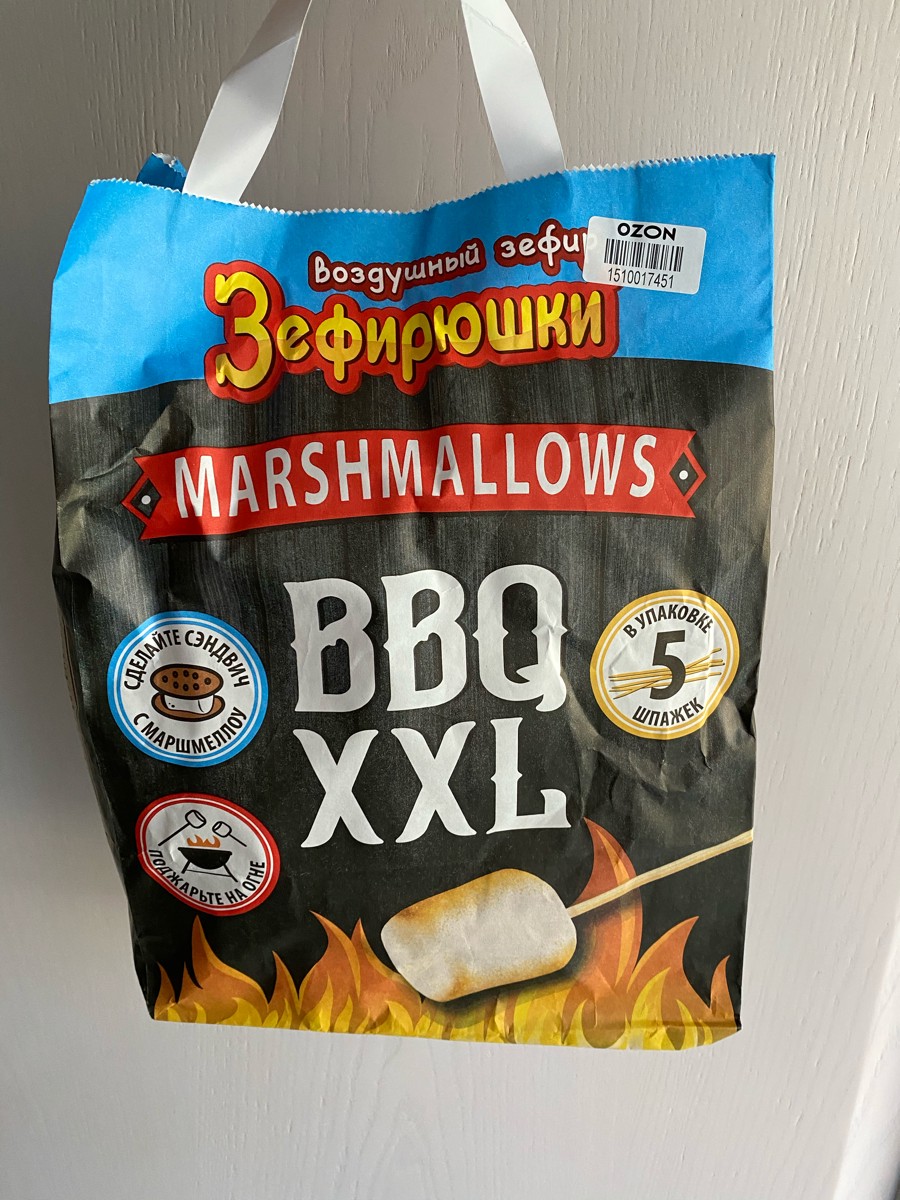 OZON
1510017451
воздушный зефир
Зефирюшки
MARSHMALLOWS
BBQ
XXL
СДЕЛАЙТЕ СЭНДВИЧ
С МАРШМЕЛЛОУ
В УПАКОВКЕ
5
ШПАЖЕК
ПОДЖАРЬТЕ НА ОГНЕ